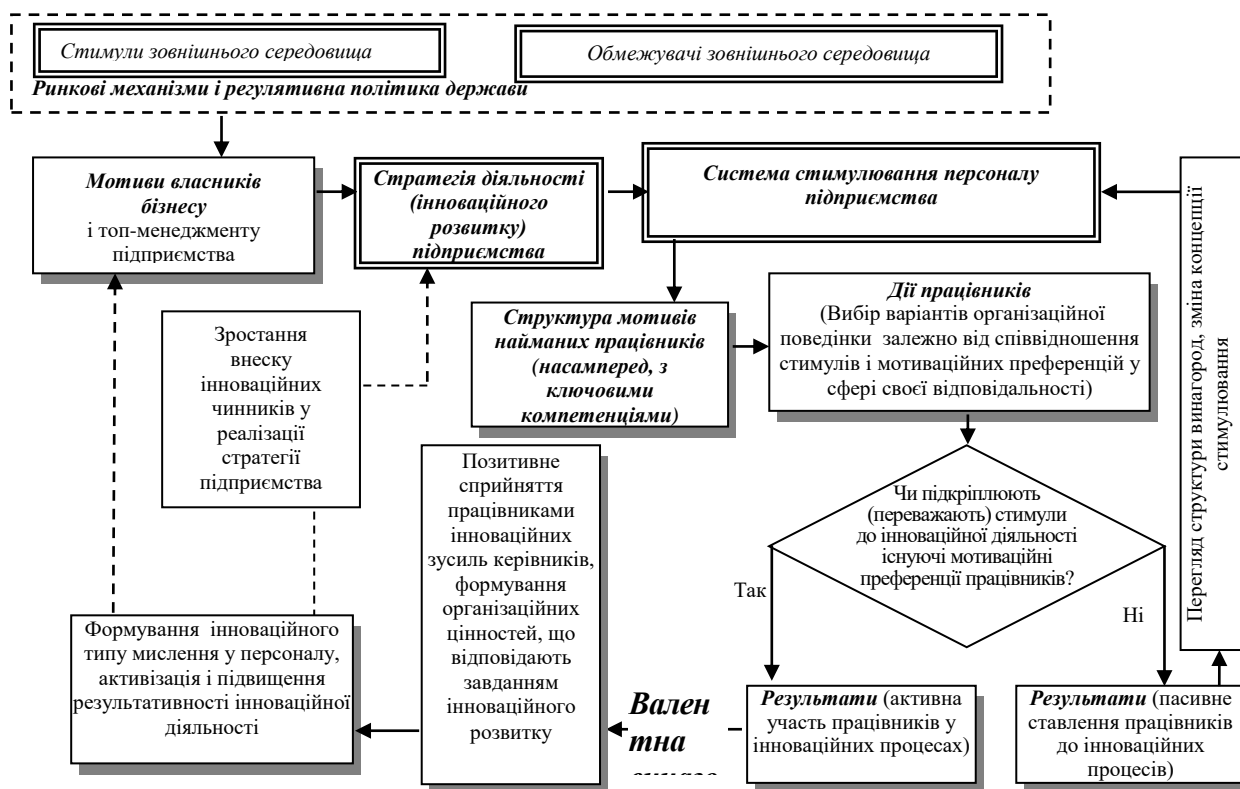 Стимули зовнішнього середовища
Обмежувачі зовнішнього середовища
Ринкові механізми і регулятивна політика держави
Мотиви власників
бізнесу
і топ-менеджменту
підприємства
Стратегія діяльності
(інноваційного
розвитку)
підприємства
Система стимулювання персоналу
підприємства
Перегляд структури винагород, зміна концепції
стимулювання
Зростання
внеску
інноваційних
чинників у
реалізації
стратегії
підприємства
Структура мотивів
найманих працівників
(насамперед, з
ключовими
компетенціями)
Дії працівників
(Вибір варіантів організаційної
поведінки залежно від співвідношення
стимулів і мотиваційних преференцій у
сфері своєї відповідальності)
Позитивне
сприйняття
працівниками
інноваційних
зусиль керівників,
формування
організаційних
цінностей, що
відповідають
завданням
інноваційного
розвитку
Чи підкріплюють
(переважають) стимули
до інноваційної діяльності
існуючі мотиваційні
преференції працівників?
Так
Ні
Формування інноваційного
типу мислення у персоналу,
активізація і підвищення
результативності інноваційної
діяльності
Вален
тна
Результати (активна
участь працівників у
інноваційних процесах)
Результати (пасивне
ставлення працівників
до інноваційних
процесів)